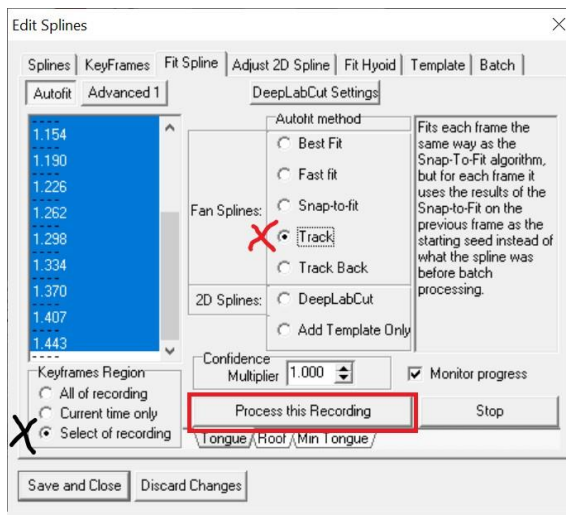 Edit Splines
Splines KeyFrames Fit Spline Adjust 2D Spline Fit Hyoid Template Batch
Autofit Advanced 1 DeepLabCut Settings
----
1.154
----
1.190
----
1.226
----
1.262
----
1.298
----
1.334
----
1.370
----
1.407
----
1.443
----
Autofit method
Fan Splines:
Best Fit
Fast fit
Snap-to-fit
Track
Track Back
2D Splines:
DeepLabCut
Add Template Only
Fits each frame the
same way as the
Snap-To-Fit algorithm,
but for each frame it
uses the results of the
Snap-to-Fit on the
previous frame as the
starting seed instead of
what the spline was
before batch
processing.
Keyframes Region
All of recording
Current time only
Select of recording
Confidence
Multiplier 1.000
Monitor progress
Process this Recording Stop
Tongue Roof Min Tongue
Save and Close Discard Changes